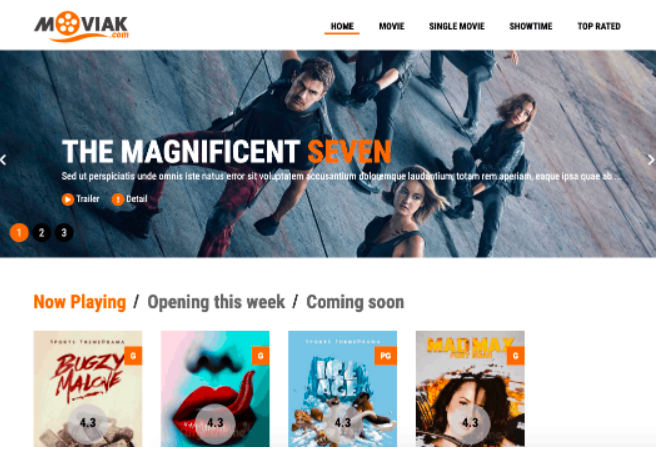 MOVIAK
.com
HOME MOVIE SINGLE MOVIE SHOWTIME TOP RATED
THE MAGNIFICENT SEVEN
Sed ut perspiciatis unde omnis iste natus error sit voluptatem accusantium doloremque laudantium, totam rem aperiam, eaque ipsa quae ab ...
Trailer Detail
1 2 3
Now Playing / Opening this week / Coming soon
G G PG G
BUGZY
MALONE
ICE
AGE
MAD MAX
4.3 4.3 4.3 4.3